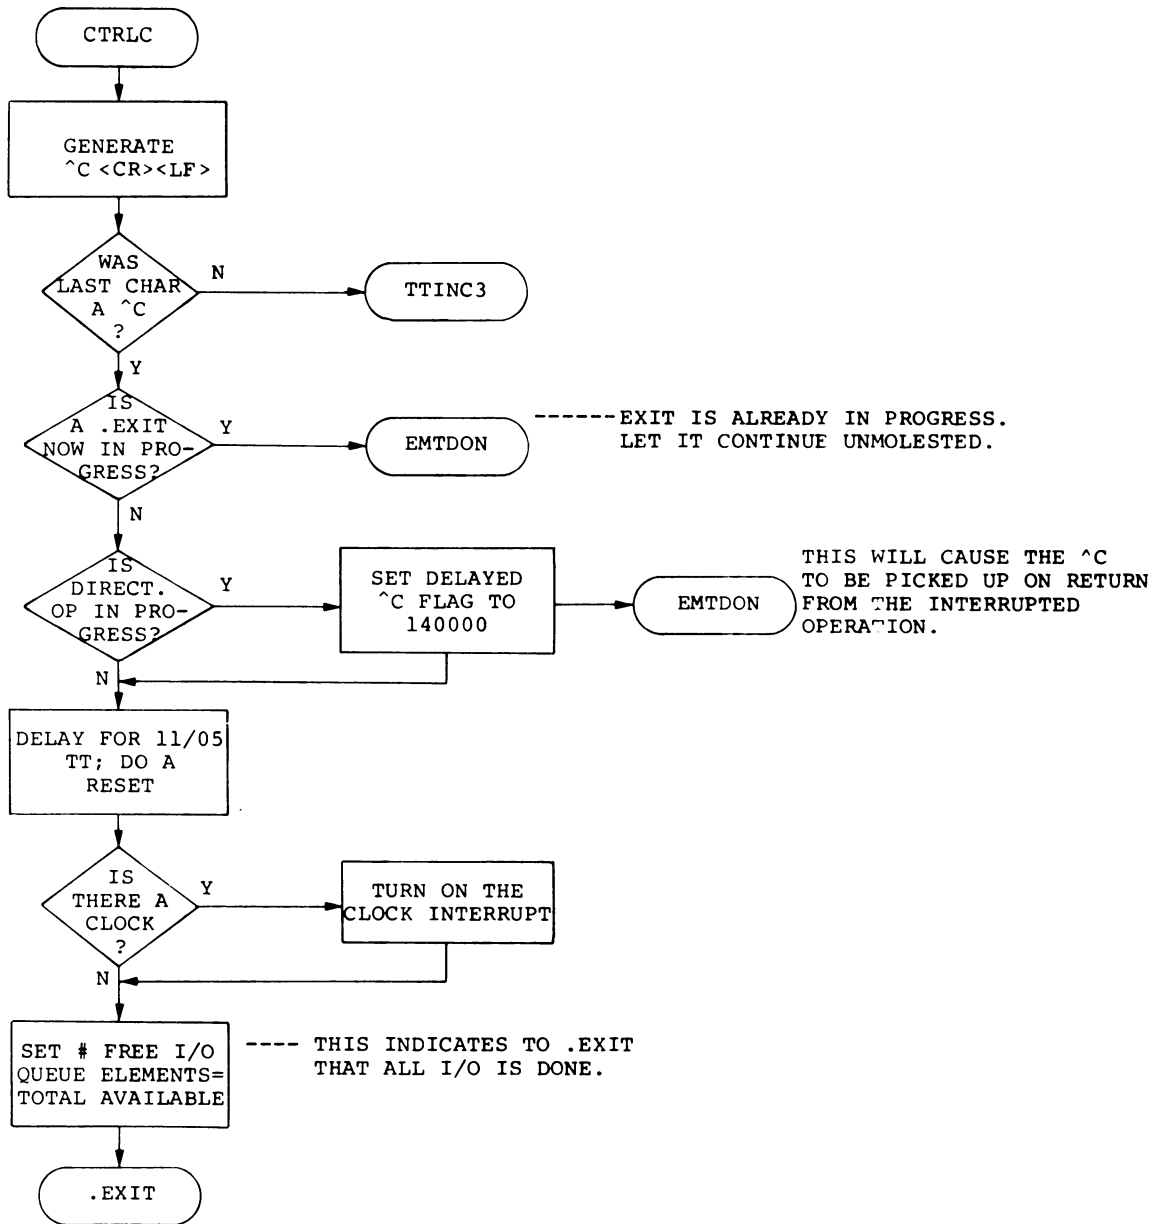 CTRLC
GENERATE
^C <CR><LF>
WAS
LAST CHAR
A ^C
?
N
TTINC3
Y
IS
A .EXIT
NOW IN PRO-
GRESS?
Y
EMTDON
------EXIT IS ALREADY IN PROGRESS.
LET IT CONTINUE UNMOLESTED.
N
IS
DIRECT.
OP IN PRO-
GRESS?
Y
SET DELAYED
^C FLAG TO
140000
EMTDON
THIS WILL CAUSE THE ^C
TO BE PICKED UP ON RETURN
FROM THE INTERRUPTED
OPERATION.
N
DELAY FOR 11/05
TT; DO A
RESET
IS
THERE A
CLOCK
?
Y
TURN ON THE
CLOCK INTERRUPT
N
SET # FREE I/O
QUEUE ELEMENTS=
TOTAL AVAILABLE
---- THIS INDICATES TO .EXIT
THAT ALL I/O IS DONE.
.EXIT